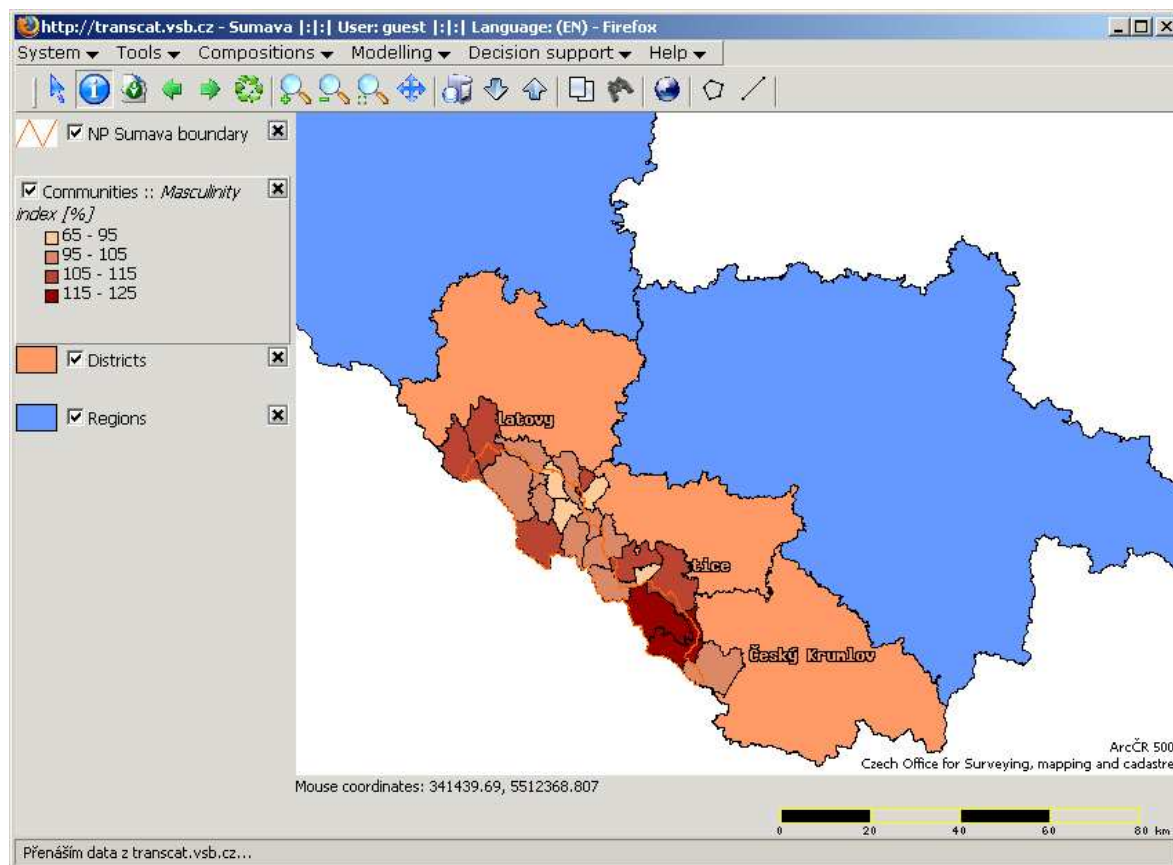 http://transcat.vsb.cz - Sumava |:|:| User: guest |:|:| Language: (EN) - Firefox
System Tools Compositions Modelling Decision support Help
NP Sumava boundary
Communities :: Masculinity
index [%]
65 - 95
95 - 105
105 - 115
115 - 125
Districts
Regions
latovy
tice
Český Krumlov
ArcČR 500
Czech Office for Surveying, mapping and cadastre
Mouse coordinates: 341439.69, 5512368.807
0 20 40 60 80 km
Přenáším data z transcat.vsb.cz...